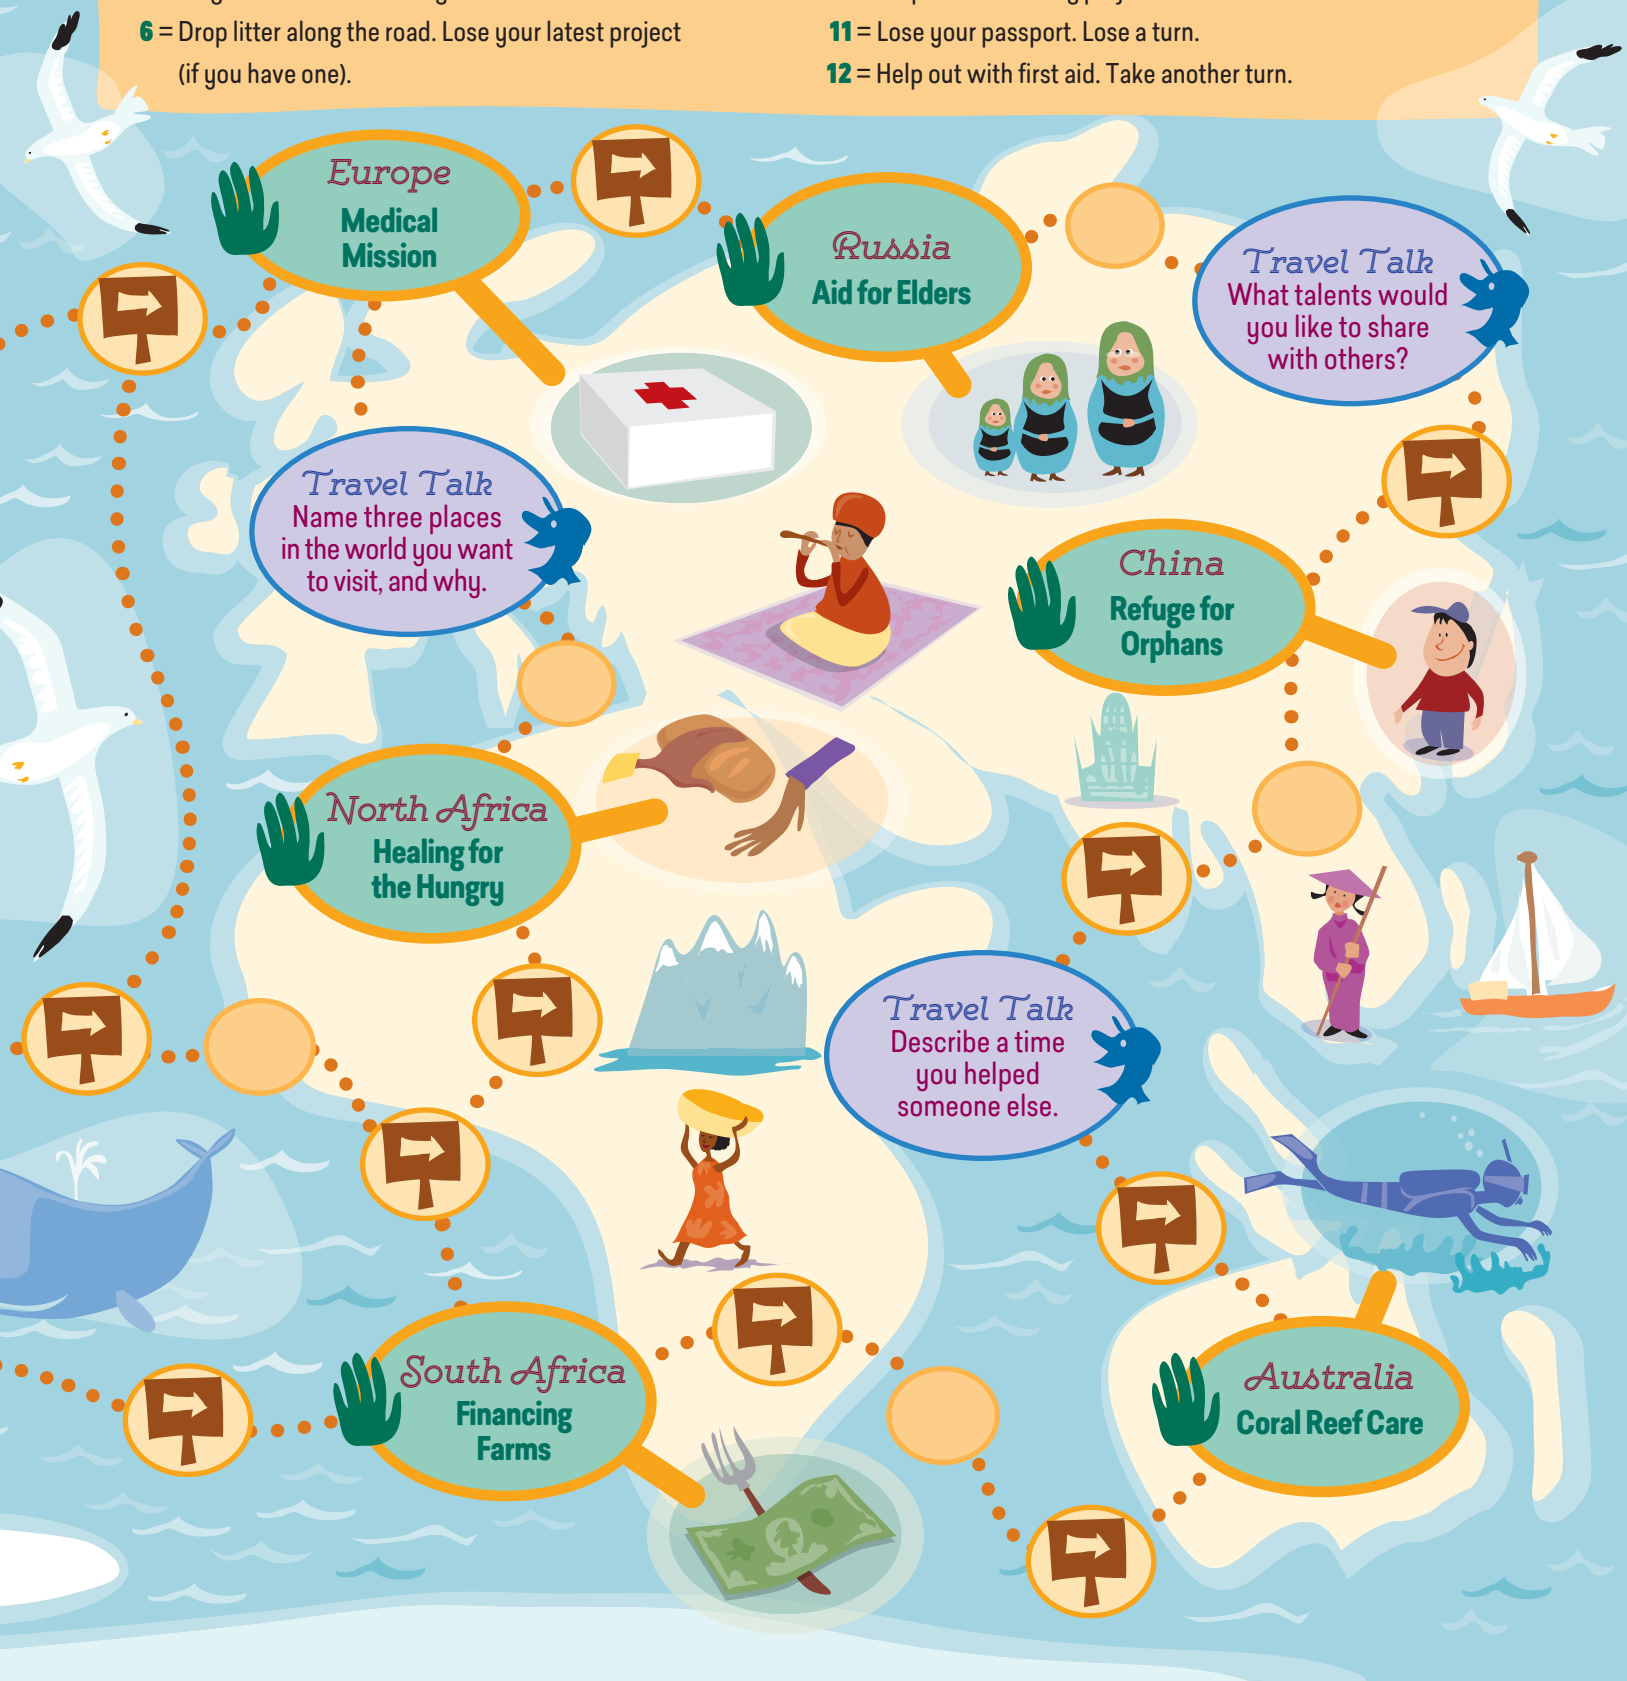 6 = Drop litter along the road. Lose your latest project
(if you have one).
11 = Lose your passport. Lose a turn.
12 = Help out with first aid. Take another turn.
Europe
Medical
Mission
Russia
Aid for Elders
Travel Talk
What talents would
you like to share
with others?
Travel Talk
Name three places
in the world you want
to visit, and why.
China
Refuge for
Orphans
North Africa
Healing for
the Hungry
Travel Talk
Describe a time
you helped
someone else.
South Africa
Financing
Farms
Australia
Coral Reef Care